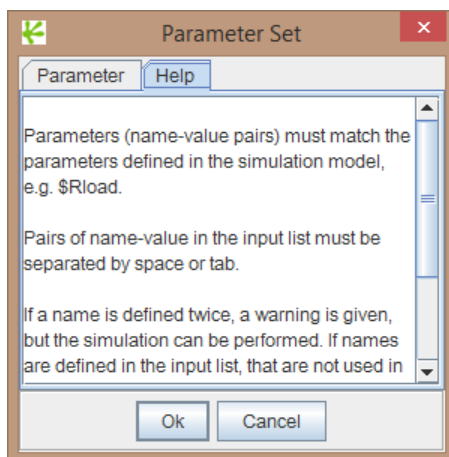 Parameter Set
Parameter
Help
Parameters (name-value pairs) must match the
parameters defined in the simulation model,
e.g. $Rload.
Pairs of name-value in the input list must be
separated by space or tab.
If a name is defined twice, a warning is given,
but the simulation can be performed. If names
are defined in the input list, that are not used in
Ok
Cancel